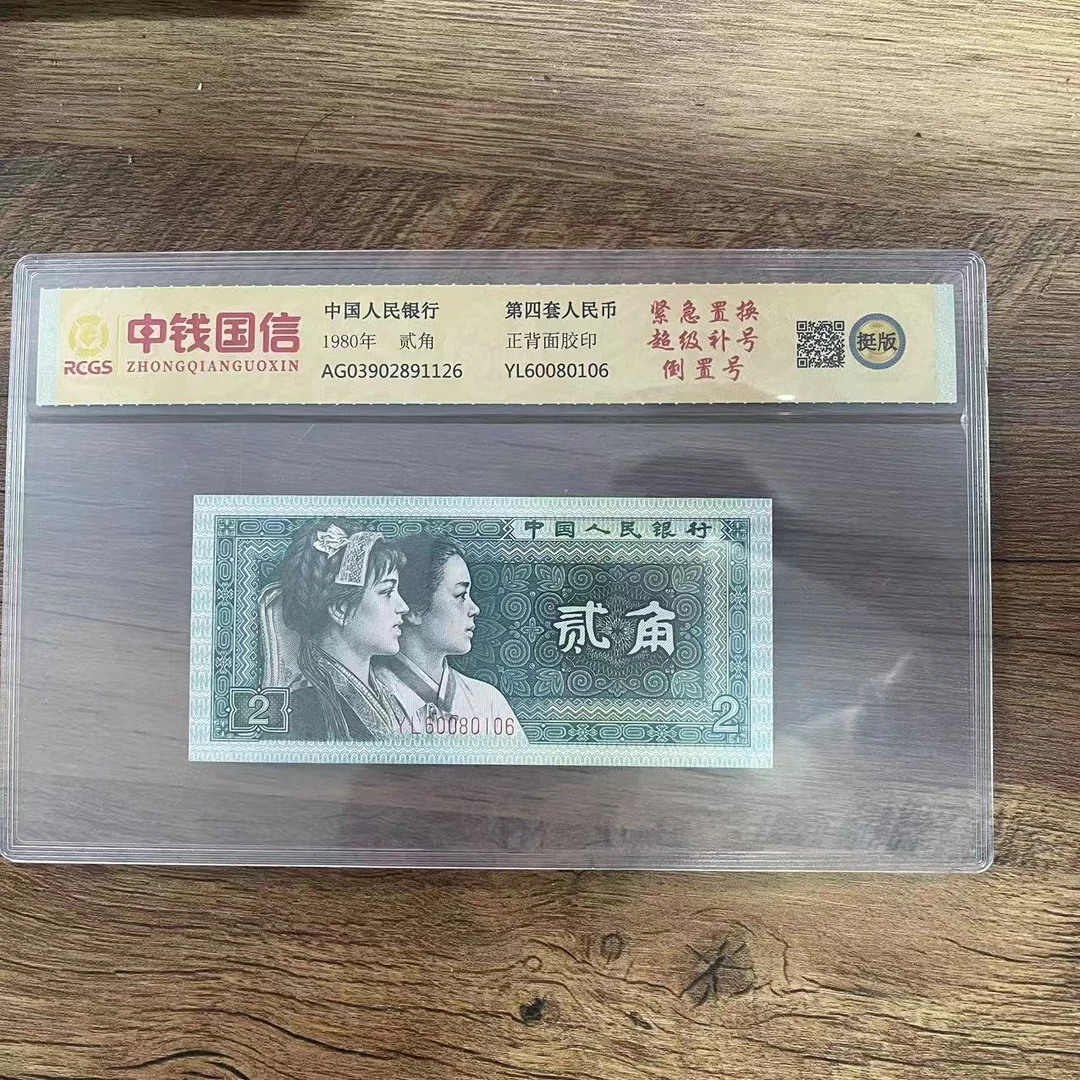 RCGS
中钱国信
ZHONGQIANGUOXIN
中国人民银行
1980年 贰角
AG03902891126
第四套人民币
正背面胶印
YL60080106
紧急置换
超级补号
倒置号
挺版
中国人民银行
贰角
2
YL60080106
2